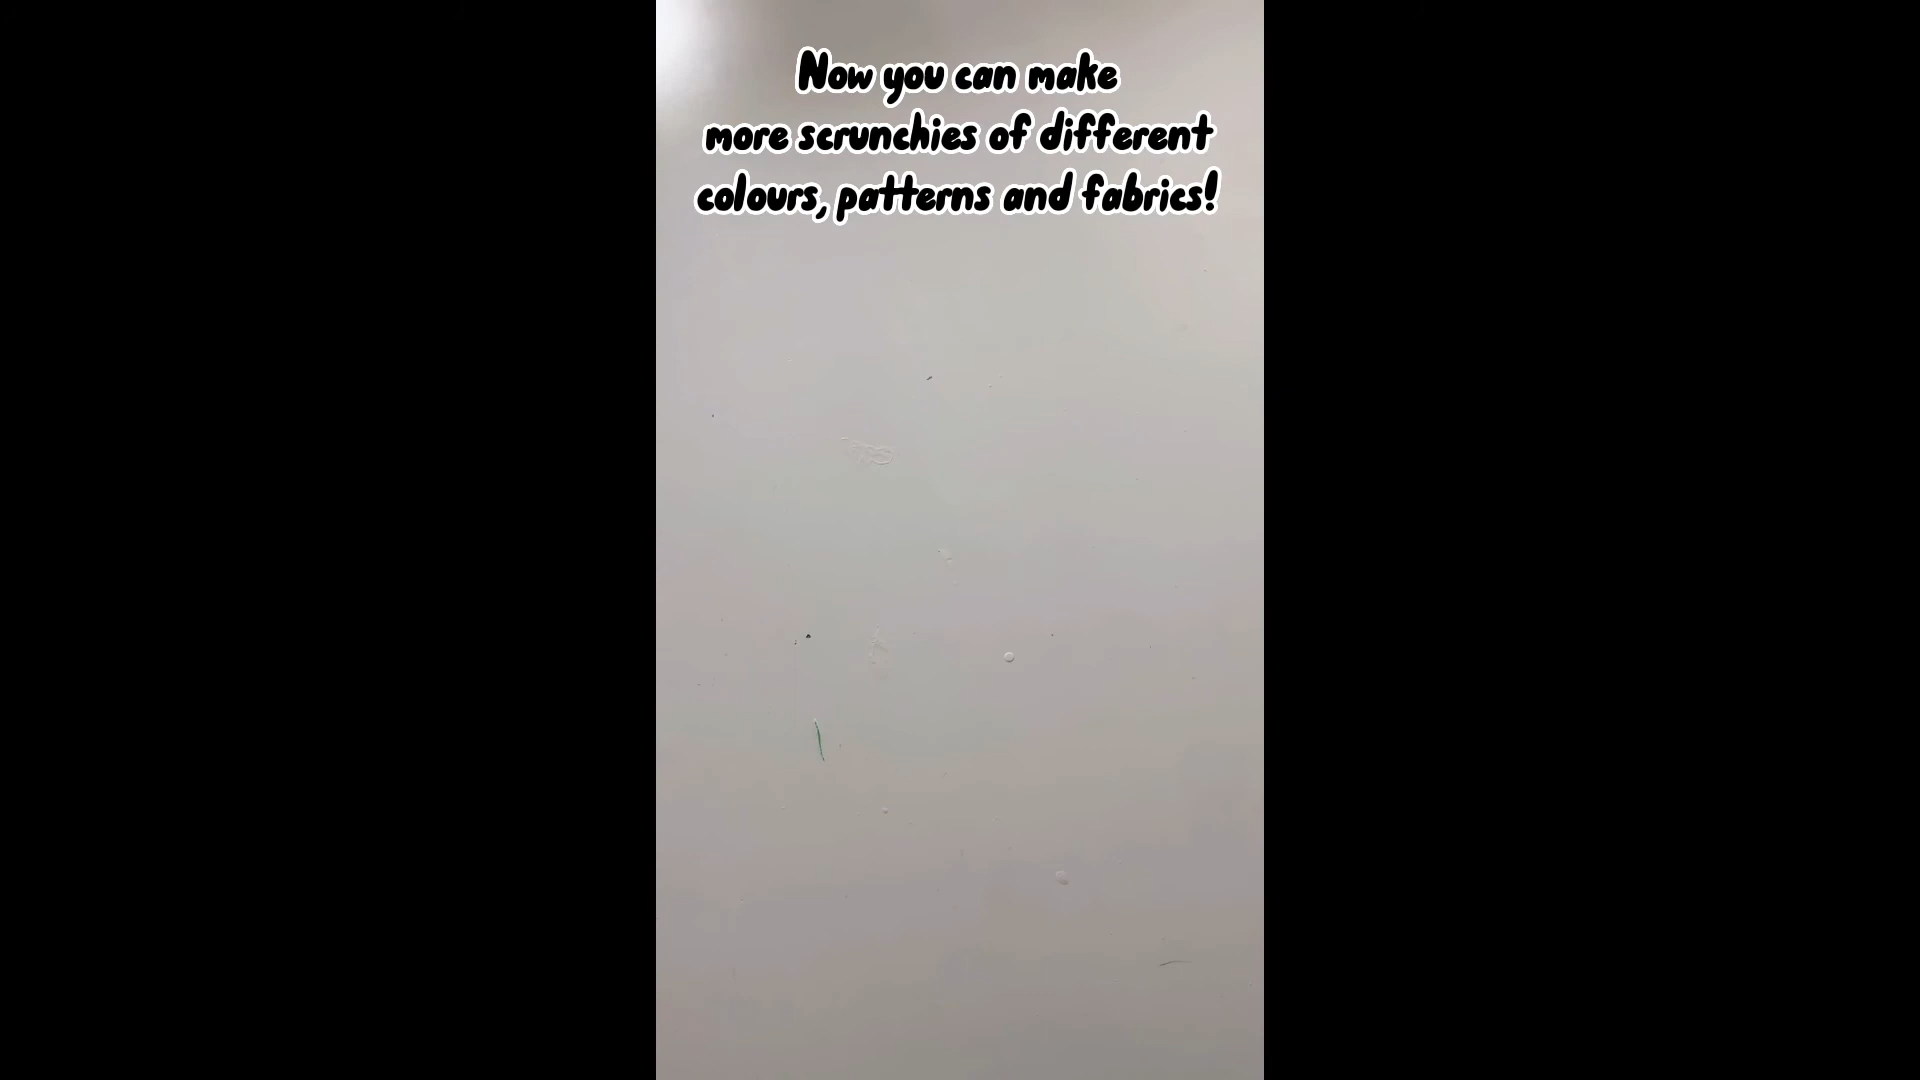 Now you can make
more scrunchies of different
colours, patterns and fabrics!